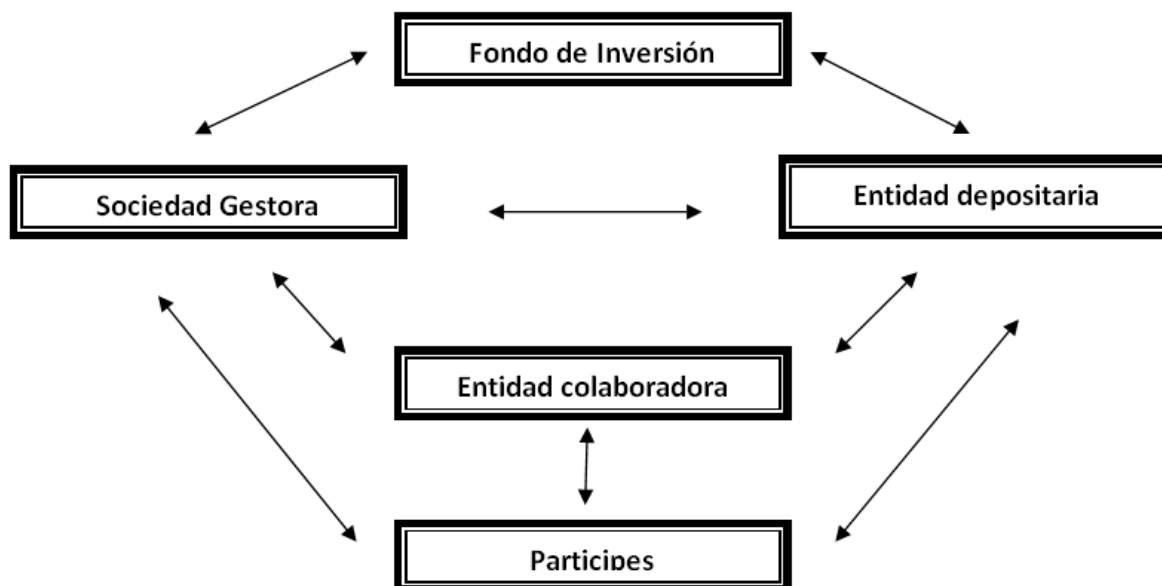 Fondo de Inversión
Sociedad Gestora
Entidad depositaria
Entidad colaboradora
Participes